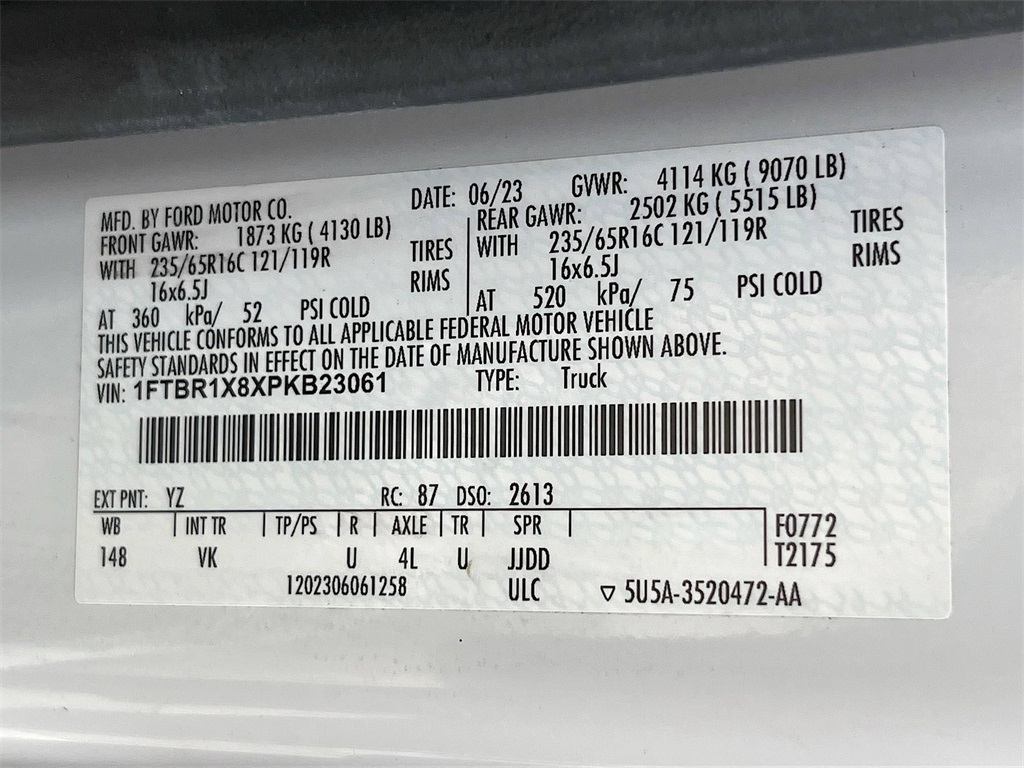 MFD. BY FORD MOTOR CO. DATE: 06/23 GVWR: 4114 KG ( 9070 LB)
FRONT GAWR: 1873 KG ( 4130 LB) REAR GAWR: 2502 KG ( 5515 LB)
WITH 235/65R16C 121/119R TIRES WITH 235/65R16C 121/119R TIRES
16x6.5J RIMS 16x6.5J RIMS
AT 360 kPa/ 52 PSI COLD AT 520 kPa/ 75 PSI COLD
THIS VEHICLE CONFORMS TO ALL APPLICABLE FEDERAL MOTOR VEHICLE
SAFETY STANDARDS IN EFFECT ON THE DATE OF MANUFACTURE SHOWN ABOVE.
VIN: 1FTBR1X8XPKB23061 TYPE: Truck
EXT PNT: YZ RC: 87 DSO: 2613
WB INT TR TP/PS R AXLE TR SPR F0772
148 VK U 4L U JJDD T2175
1202306061258 ULC ▽ 5U5A-3520472-AA